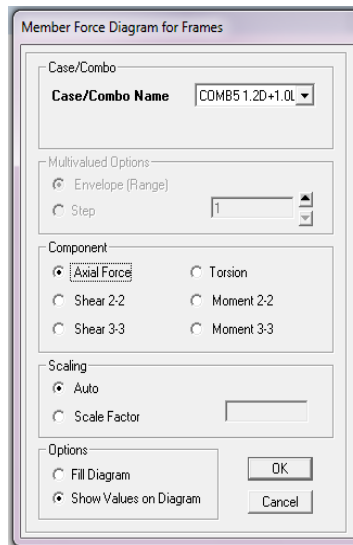 Member Force Diagram for Frames
Case/Combo
Case/Combo Name COMB5 1.2D+1.0L
Multivalued Options
Envelope (Range)
Step 1
Component
Axial Force Torsion
Shear 2-2 Moment 2-2
Shear 3-3 Moment 3-3
Scaling
Auto
Scale Factor
Options
Fill Diagram OK
Show Values on Diagram Cancel